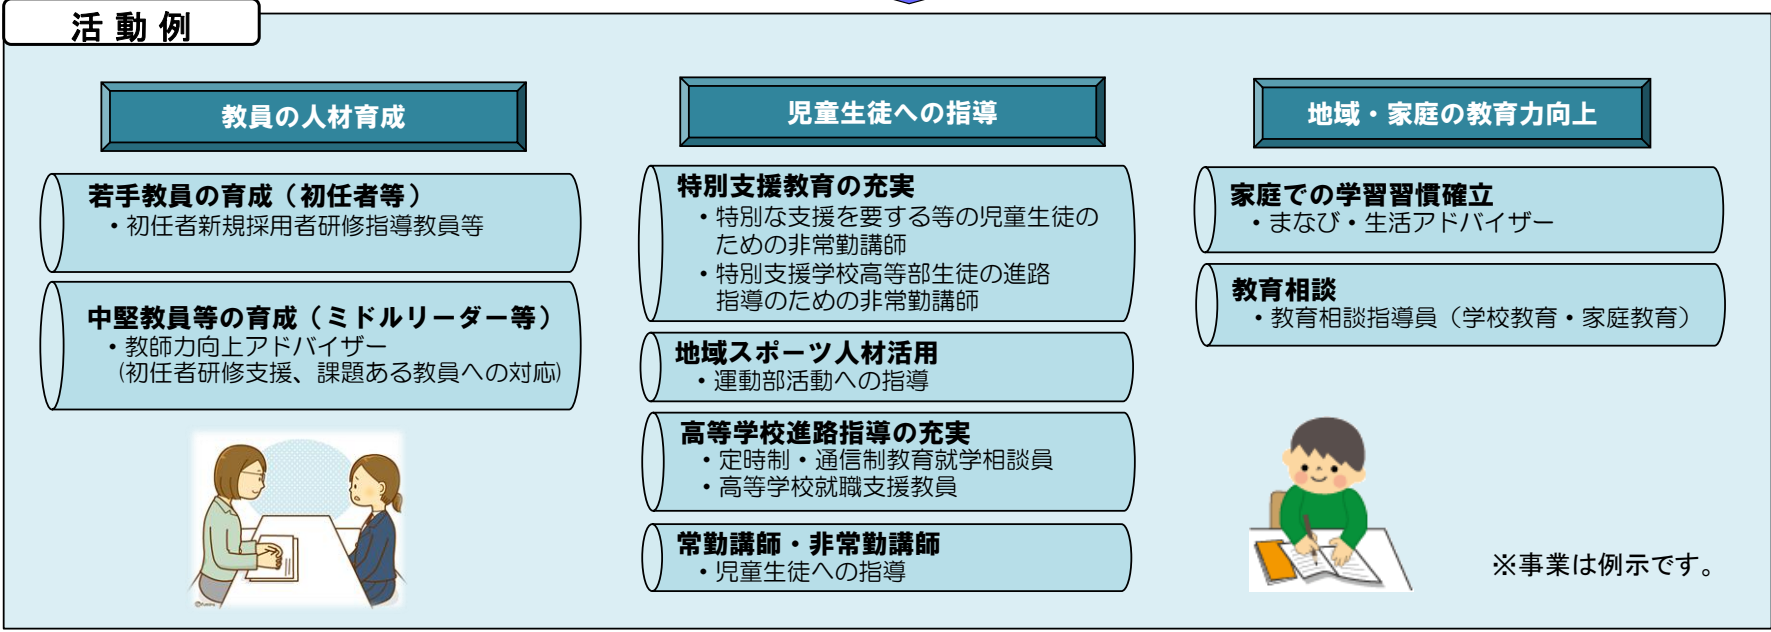 活動例
教員の人材育成
若手教員の育成（初任者等）
・初任者新規採用者研修指導教員等
中堅教員等の育成（ミドルリーダー等）
・教師力向上アドバイザー
(初任者研修支援、課題ある教員への対応)
児童生徒への指導
特別支援教育の充実
・特別な支援を要する等の児童生徒の
ための非常勤講師
・特別支援学校高等部生徒の進路
指導のための非常勤講師
地域スポーツ人材活用
・運動部活動への指導
高等学校進路指導の充実
・定時制・通信制教育就学相談員
・高等学校就職支援教員
常勤講師・非常勤講師
・児童生徒への指導
地域・家庭の教育力向上
家庭での学習習慣確立
・まなび・生活アドバイザー
教育相談
・教育相談指導員（学校教育・家庭教育）
※事業は例示です。